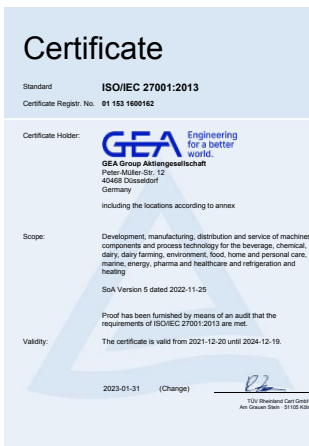 Certificate
Standard ISO/IEC 27001:2013
Certificate Registr. No. 01 153 1600162
Certificate Holder: GEA Engineering
for a better
world.
GEA Group Aktiengesellschaft
Peter-Müller-Str. 12
40468 Düsseldorf
Germany
including the locations according to annex
Scope: Development, manufacturing, distribution and service of machines
components and process technology for the beverage, chemical,
dairy, dairy farming, environment, food, home and personal care,
marine, energy, pharma and healthcare and refrigeration and
heating
SoA Version 5 dated 2022-11-25
Proof has been furnished by means of an audit that the
requirements of ISO/IEC 27001:2013 are met.
Validity: The certificate is valid from 2021-12-20 until 2024-12-19.
2023-01-31 (Change)
TÜV Rheinland Cert GmbH
Am Grauen Stein · 51105 Köln